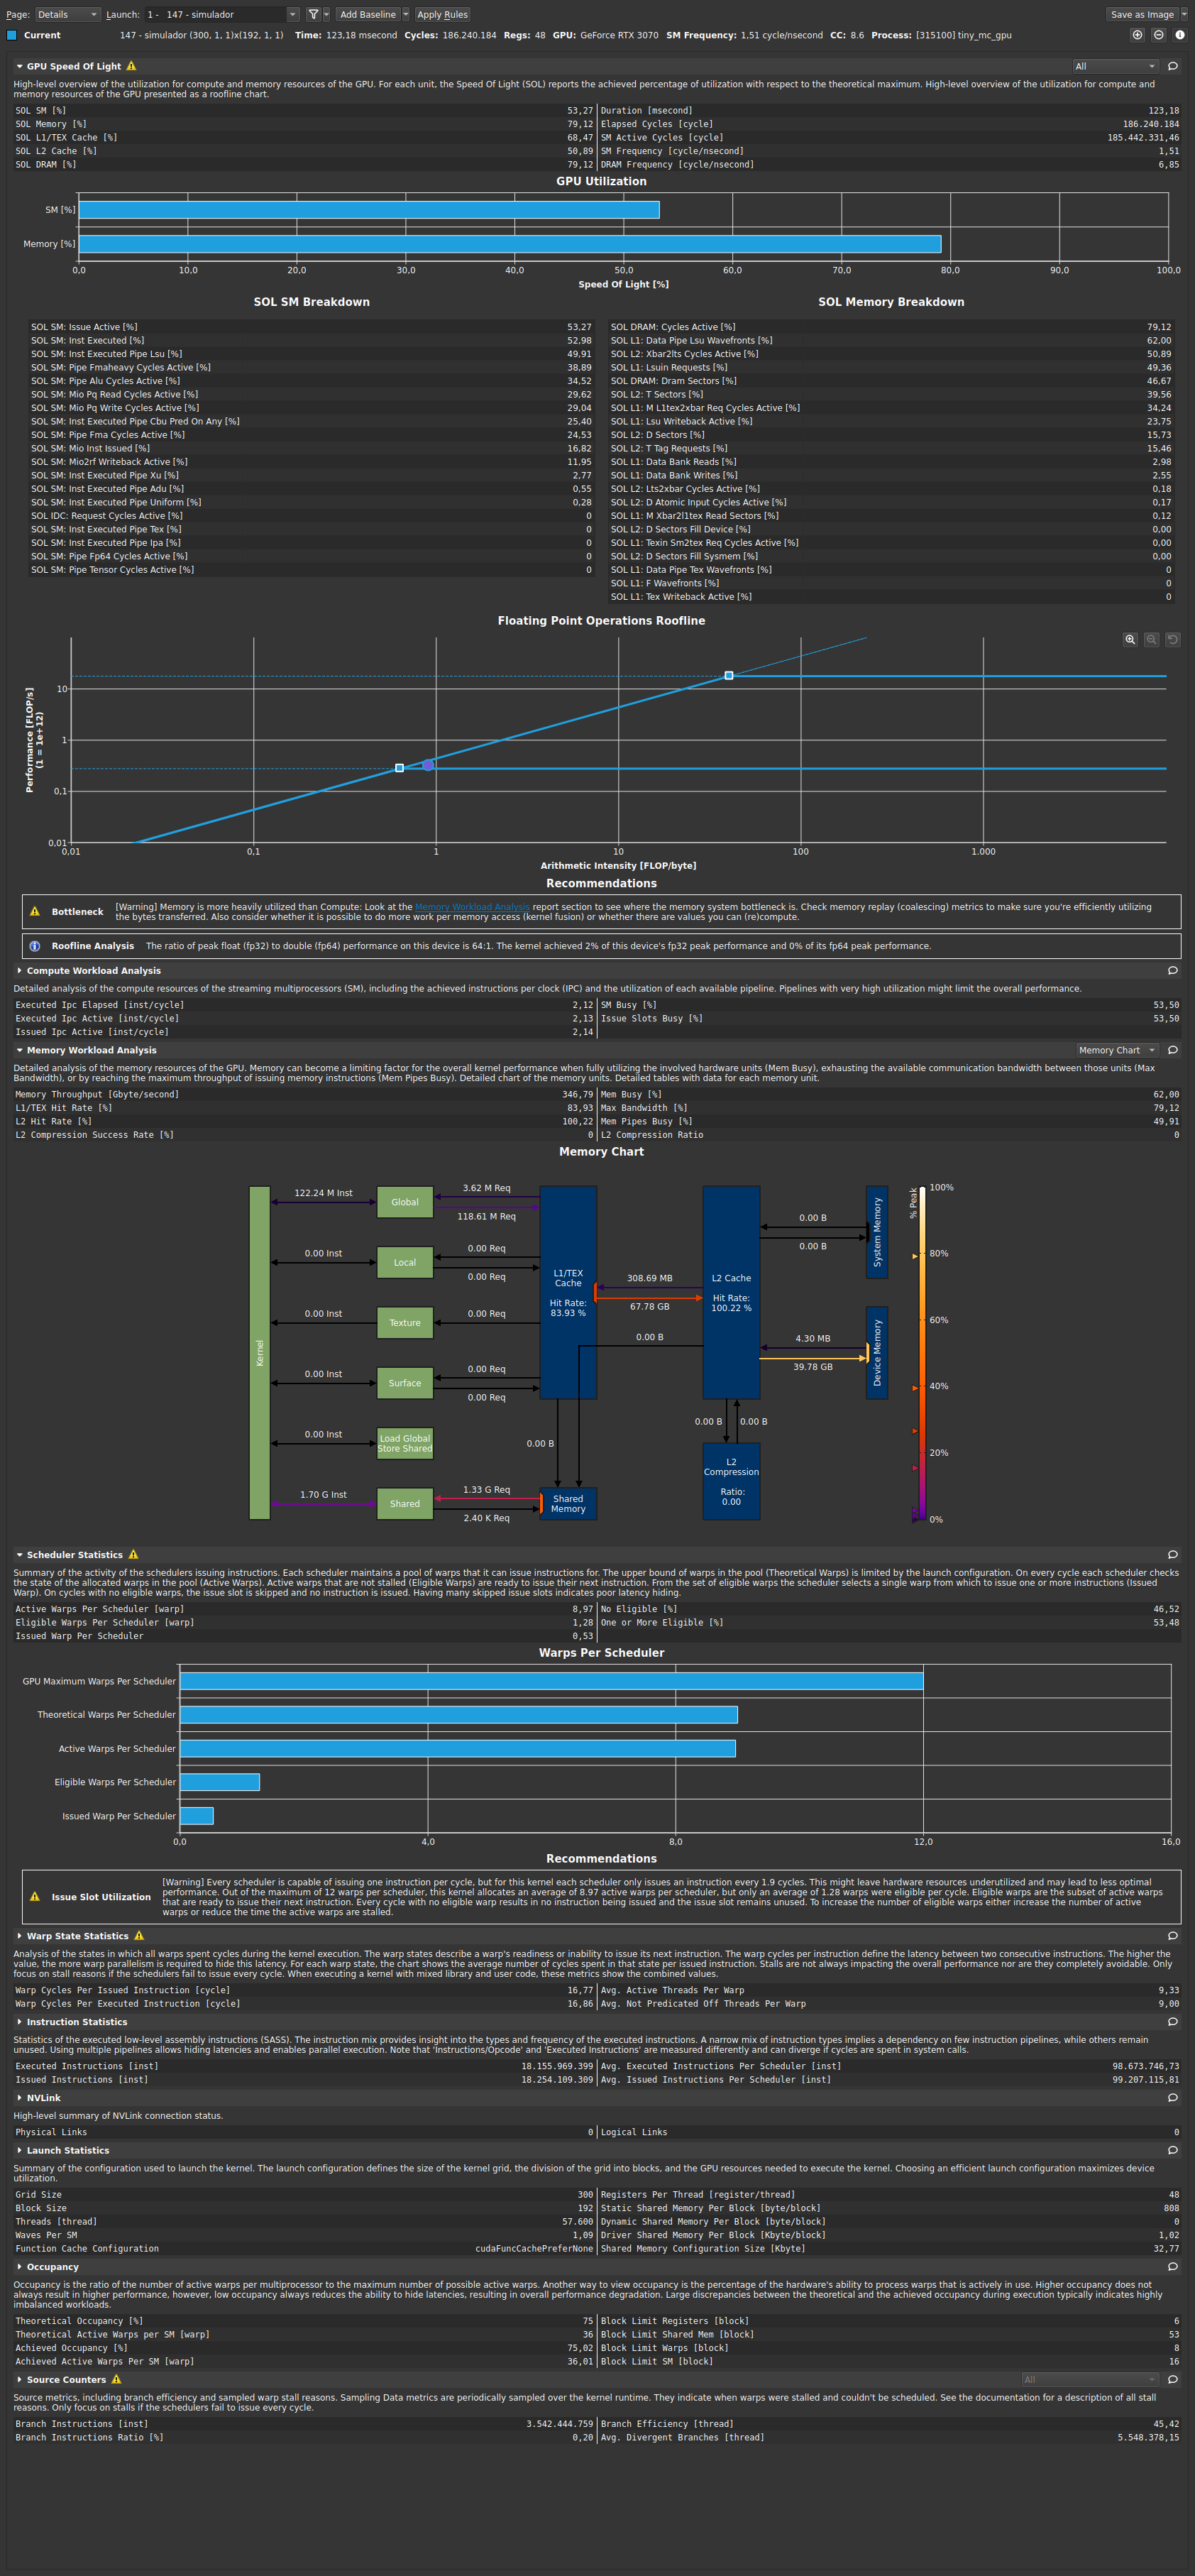 Page: Details Launch: 1 - 147 - simulador Add Baseline Apply Rules Save as Image
Current 147 - simulador (300, 1, 1)x(192, 1, 1) Time: 123,18 msecond Cycles: 186.240.184 Regs: 48 GPU: GeForce RTX 3070 SM Frequency: 1,51 cycle/nsecond CC: 8.6 Process: [315100] tiny_mc_gpu
GPU Speed Of Light All
High-level overview of the utilization for compute and memory resources of the GPU. For each unit, the Speed Of Light (SOL) reports the achieved percentage of utilization with respect to the theoretical maximum. High-level overview of the utilization for compute and
memory resources of the GPU presented as a roofline chart.
SOL SM [%] 53,27 Duration [msecond] 123,18
SOL Memory [%] 79,12 Elapsed Cycles [cycle] 186.240.184
SOL L1/TEX Cache [%] 68,47 SM Active Cycles [cycle] 185.442.331,46
SOL L2 Cache [%] 50,89 SM Frequency [cycle/nsecond] 1,51
SOL DRAM [%] 79,12 DRAM Frequency [cycle/nsecond] 6,85
GPU Utilization
SM [%]
Memory [%]
0,0 10,0 20,0 30,0 40,0 50,0 60,0 70,0 80,0 90,0 100,0
Speed Of Light [%]
SOL SM Breakdown SOL Memory Breakdown
SOL SM: Issue Active [%] 53,27 SOL DRAM: Cycles Active [%] 79,12
SOL SM: Inst Executed [%] 52,98 SOL L1: Data Pipe Lsu Wavefronts [%] 62,00
SOL SM: Inst Executed Pipe Lsu [%] 49,91 SOL L2: Xbar2lts Cycles Active [%] 50,89
SOL SM: Pipe Fmaheavy Cycles Active [%] 38,89 SOL L1: Lsuin Requests [%] 49,36
SOL SM: Pipe Alu Cycles Active [%] 34,52 SOL DRAM: Dram Sectors [%] 46,67
SOL SM: Mio Pq Read Cycles Active [%] 29,62 SOL L2: T Sectors [%] 39,56
SOL SM: Mio Pq Write Cycles Active [%] 29,04 SOL L1: M L1tex2xbar Req Cycles Active [%] 34,24
SOL SM: Inst Executed Pipe Cbu Pred On Any [%] 25,40 SOL L1: Lsu Writeback Active [%] 23,75
SOL SM: Pipe Fma Cycles Active [%] 24,53 SOL L2: D Sectors [%] 15,73
SOL SM: Mio Inst Issued [%] 16,82 SOL L2: T Tag Requests [%] 15,46
SOL SM: Mio2rf Writeback Active [%] 11,95 SOL L1: Data Bank Reads [%] 2,98
SOL SM: Inst Executed Pipe Xu [%] 2,77 SOL L1: Data Bank Writes [%] 2,55
SOL SM: Inst Executed Pipe Adu [%] 0,55 SOL L2: Lts2xbar Cycles Active [%] 0,18
SOL SM: Inst Executed Pipe Uniform [%] 0,28 SOL L2: D Atomic Input Cycles Active [%] 0,17
SOL IDC: Request Cycles Active [%] 0 SOL L1: M Xbar2l1tex Read Sectors [%] 0,12
SOL SM: Inst Executed Pipe Tex [%] 0 SOL L2: D Sectors Fill Device [%] 0,00
SOL SM: Inst Executed Pipe Ipa [%] 0 SOL L1: Texin Sm2tex Req Cycles Active [%] 0,00
SOL SM: Pipe Fp64 Cycles Active [%] 0 SOL L2: D Sectors Fill Sysmem [%] 0,00
SOL SM: Pipe Tensor Cycles Active [%] 0 SOL L1: Data Pipe Tex Wavefronts [%] 0
SOL L1: F Wavefronts [%] 0
SOL L1: Tex Writeback Active [%] 0
Floating Point Operations Roofline
Performance [FLOP/s]
(1 = 1e+12)
10
1
0,1
0,01
0,01 0,1 1 10 100 1.000
Arithmetic Intensity [FLOP/byte]
Recommendations
Bottleneck [Warning] Memory is more heavily utilized than Compute: Look at the Memory Workload Analysis report section to see where the memory system bottleneck is. Check memory replay (coalescing) metrics to make sure you're efficiently utilizing
the bytes transferred. Also consider whether it is possible to do more work per memory access (kernel fusion) or whether there are values you can (re)compute.
Roofline Analysis The ratio of peak float (fp32) to double (fp64) performance on this device is 64:1. The kernel achieved 2% of this device's fp32 peak performance and 0% of its fp64 peak performance.
Compute Workload Analysis
Detailed analysis of the compute resources of the streaming multiprocessors (SM), including the achieved instructions per clock (IPC) and the utilization of each available pipeline. Pipelines with very high utilization might limit the overall performance.
Executed Ipc Elapsed [inst/cycle] 2,12 SM Busy [%] 53,50
Executed Ipc Active [inst/cycle] 2,13 Issue Slots Busy [%] 53,50
Issued Ipc Active [inst/cycle] 2,14
Memory Workload Analysis Memory Chart
Detailed analysis of the memory resources of the GPU. Memory can become a limiting factor for the overall kernel performance when fully utilizing the involved hardware units (Mem Busy), exhausting the available communication bandwidth between those units (Max
Bandwidth), or by reaching the maximum throughput of issuing memory instructions (Mem Pipes Busy). Detailed chart of the memory units. Detailed tables with data for each memory unit.
Memory Throughput [Gbyte/second] 346,79 Mem Busy [%] 62,00
L1/TEX Hit Rate [%] 83,93 Max Bandwidth [%] 79,12
L2 Hit Rate [%] 100,22 Mem Pipes Busy [%] 49,91
L2 Compression Success Rate [%] 0 L2 Compression Ratio 0
Memory Chart
Kernel
122.24 M Inst Global 3.62 M Req
118.61 M Req
0.00 Inst Local 0.00 Req
0.00 Req
0.00 Inst Texture 0.00 Req
0.00 Inst Surface 0.00 Req
0.00 Req
0.00 Inst Load Global
Store Shared
1.70 G Inst Shared 1.33 G Req
2.40 K Req
L1/TEX
Cache
Hit Rate:
83.93 %
308.69 MB
67.78 GB
0.00 B
0.00 B
Shared
Memory
L2 Cache
Hit Rate:
100.22 %
0.00 B
0.00 B
System Memory
4.30 MB
39.78 GB
Device Memory
0.00 B 0.00 B
L2
Compression
Ratio:
0.00
% Peak
100%
80%
60%
40%
20%
0%
Scheduler Statistics
Summary of the activity of the schedulers issuing instructions. Each scheduler maintains a pool of warps that it can issue instructions for. The upper bound of warps in the pool (Theoretical Warps) is limited by the launch configuration. On every cycle each scheduler checks
the state of the allocated warps in the pool (Active Warps). Active warps that are not stalled (Eligible Warps) are ready to issue their next instruction. From the set of eligible warps the scheduler selects a single warp from which to issue one or more instructions (Issued
Warp). On cycles with no eligible warps, the issue slot is skipped and no instruction is issued. Having many skipped issue slots indicates poor latency hiding.
Active Warps Per Scheduler [warp] 8,97 No Eligible [%] 46,52
Eligible Warps Per Scheduler [warp] 1,28 One or More Eligible [%] 53,48
Issued Warp Per Scheduler 0,53
Warps Per Scheduler
GPU Maximum Warps Per Scheduler
Theoretical Warps Per Scheduler
Active Warps Per Scheduler
Eligible Warps Per Scheduler
Issued Warp Per Scheduler
0,0 4,0 8,0 12,0 16,0
Recommendations
Issue Slot Utilization [Warning] Every scheduler is capable of issuing one instruction per cycle, but for this kernel each scheduler only issues an instruction every 1.9 cycles. This might leave hardware resources underutilized and may lead to less optimal
performance. Out of the maximum of 12 warps per scheduler, this kernel allocates an average of 8.97 active warps per scheduler, but only an average of 1.28 warps were eligible per cycle. Eligible warps are the subset of active warps
that are ready to issue their next instruction. Every cycle with no eligible warp results in no instruction being issued and the issue slot remains unused. To increase the number of eligible warps either increase the number of active
warps or reduce the time the active warps are stalled.
Warp State Statistics
Analysis of the states in which all warps spent cycles during the kernel execution. The warp states describe a warp's readiness or inability to issue its next instruction. The warp cycles per instruction define the latency between two consecutive instructions. The higher the
value, the more warp parallelism is required to hide this latency. For each warp state, the chart shows the average number of cycles spent in that state per issued instruction. Stalls are not always impacting the overall performance nor are they completely avoidable. Only
focus on stall reasons if the schedulers fail to issue every cycle. When executing a kernel with mixed library and user code, these metrics show the combined values.
Warp Cycles Per Issued Instruction [cycle] 16,77 Avg. Active Threads Per Warp 9,33
Warp Cycles Per Executed Instruction [cycle] 16,86 Avg. Not Predicated Off Threads Per Warp 9,00
Instruction Statistics
Statistics of the executed low-level assembly instructions (SASS). The instruction mix provides insight into the types and frequency of the executed instructions. A narrow mix of instruction types implies a dependency on few instruction pipelines, while others remain
unused. Using multiple pipelines allows hiding latencies and enables parallel execution. Note that 'Instructions/Opcode' and 'Executed Instructions' are measured differently and can diverge if cycles are spent in system calls.
Executed Instructions [inst] 18.155.969.399 Avg. Executed Instructions Per Scheduler [inst] 98.673.746,73
Issued Instructions [inst] 18.254.109.309 Avg. Issued Instructions Per Scheduler [inst] 99.207.115,81
NVLink
High-level summary of NVLink connection status.
Physical Links 0 Logical Links 0
Launch Statistics
Summary of the configuration used to launch the kernel. The launch configuration defines the size of the kernel grid, the division of the grid into blocks, and the GPU resources needed to execute the kernel. Choosing an efficient launch configuration maximizes device
utilization.
Grid Size 300 Registers Per Thread [register/thread] 48
Block Size 192 Static Shared Memory Per Block [byte/block] 808
Threads [thread] 57.600 Dynamic Shared Memory Per Block [byte/block] 0
Waves Per SM 1,09 Driver Shared Memory Per Block [Kbyte/block] 1,02
Function Cache Configuration cudaFuncCachePreferNone Shared Memory Configuration Size [Kbyte] 32,77
Occupancy
Occupancy is the ratio of the number of active warps per multiprocessor to the maximum number of possible active warps. Another way to view occupancy is the percentage of the hardware's ability to process warps that is actively in use. Higher occupancy does not
always result in higher performance, however, low occupancy always reduces the ability to hide latencies, resulting in overall performance degradation. Large discrepancies between the theoretical and the achieved occupancy during execution typically indicates highly
imbalanced workloads.
Theoretical Occupancy [%] 75 Block Limit Registers [block] 6
Theoretical Active Warps per SM [warp] 36 Block Limit Shared Mem [block] 53
Achieved Occupancy [%] 75,02 Block Limit Warps [block] 8
Achieved Active Warps Per SM [warp] 36,01 Block Limit SM [block] 16
Source Counters All
Source metrics, including branch efficiency and sampled warp stall reasons. Sampling Data metrics are periodically sampled over the kernel runtime. They indicate when warps were stalled and couldn't be scheduled. See the documentation for a description of all stall
reasons. Only focus on stalls if the schedulers fail to issue every cycle.
Branch Instructions [inst] 3.542.444.759 Branch Efficiency [thread] 45,42
Branch Instructions Ratio [%] 0,20 Avg. Divergent Branches [thread] 5.548.378,15